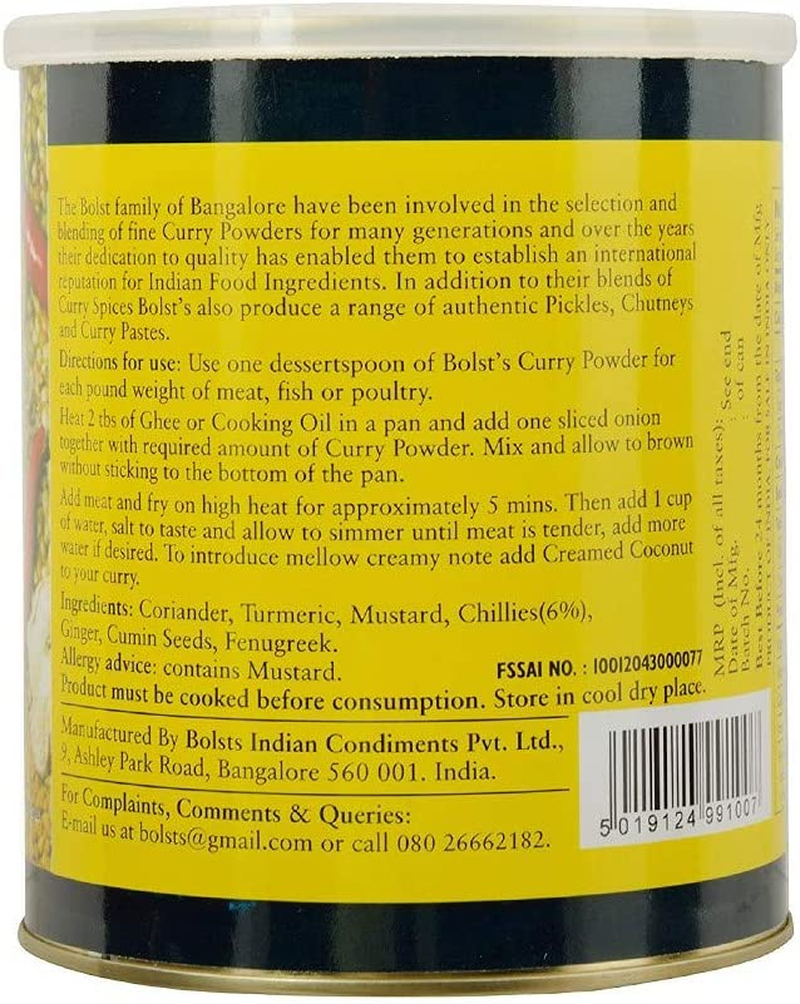 The Bolst family of Bangalore have been involved in the selection and
blending of fine Curry Powders for many generations and over the years
their dedication to quality has enabled them to establish an international
reputation for Indian Food Ingredients. In addition to their blends of
Curry Spices Bolst's also produce a range of authentic Pickles, Chutneys
and Curry Pastes.
Directions for use: Use one dessertspoon of Bolst's Curry Powder for
each pound weight of meat, fish or poultry.
Heat 2 tbs of Ghee or Cooking Oil in a pan and add one sliced onion
together with required amount of Curry Powder. Mix and allow to brown
without sticking to the bottom of the pan.
Add meat and fry on high heat for approximately 5 mins. Then add 1 cup
of water, salt to taste and allow to simmer until meat is tender, add more
water if desired. To introduce mellow creamy note add Creamed Coconut
to your curry.
Ingredients: Coriander, Turmeric, Mustard, Chillies(6%),
Ginger, Cumin Seeds, Fenugreek.
Allergy advice: contains Mustard.
FSSAI NO. : 10012043000077
Product must be cooked before consumption. Store in cool dry place.
Manufactured By Bolsts Indian Condiments Pvt. Ltd.,
9, Ashley Park Road, Bangalore 560 001. India.
For Complaints, Comments & Queries:
E-mail us at bolsts@gmail.com or call 080 26662182.
MRP (Incl. of all taxes): See end
Date of Mfg. : of can
Batch No. :
Best Before 24 months from the date of Mfg.
PRODUCT OF INDIA FOR SALE IN INDIA ONLY
5 019124 991007